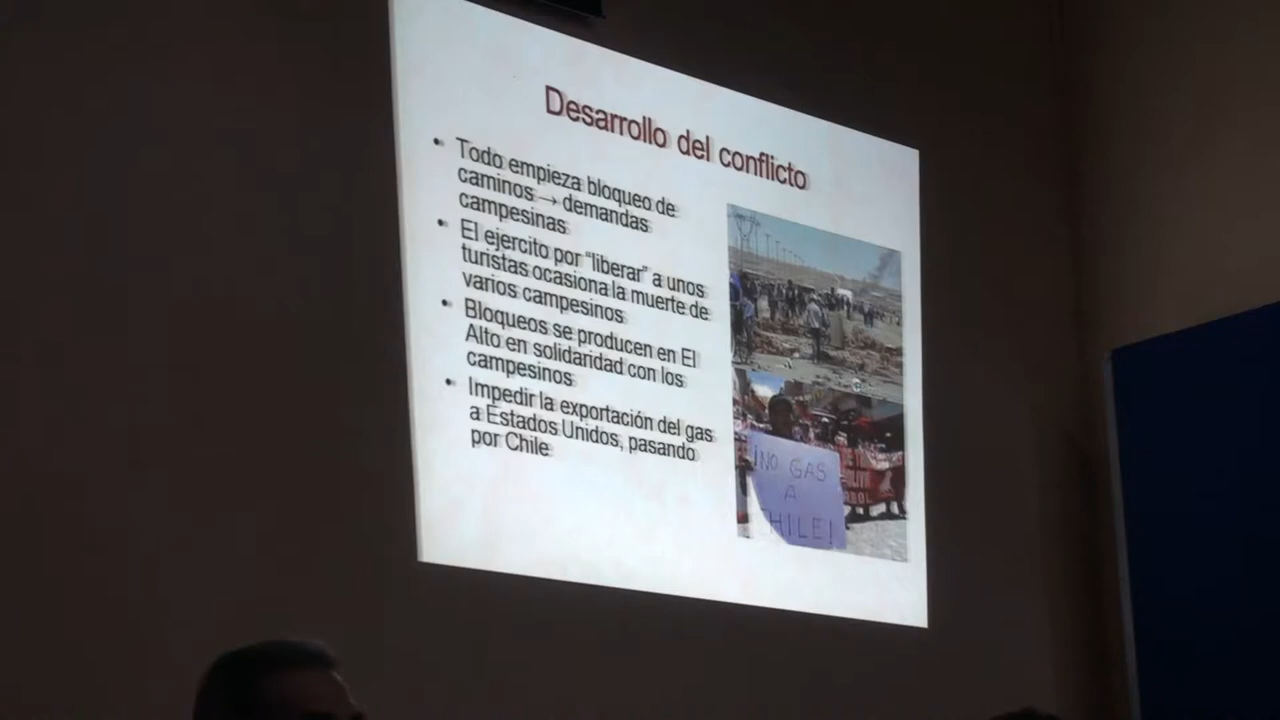 Desarrollo del conflicto
• Todo empieza bloqueo de
caminos → demandas
campesinas
• El ejercito por “liberar” a unos
turistas ocasiona la muerte de
varios campesinos
• Bloqueos se producen en El
Alto en solidaridad con los
campesinos
• Impedir la exportación del gas
a Estados Unidos, pasando
por Chile
¡NO GAS
A
HILE!